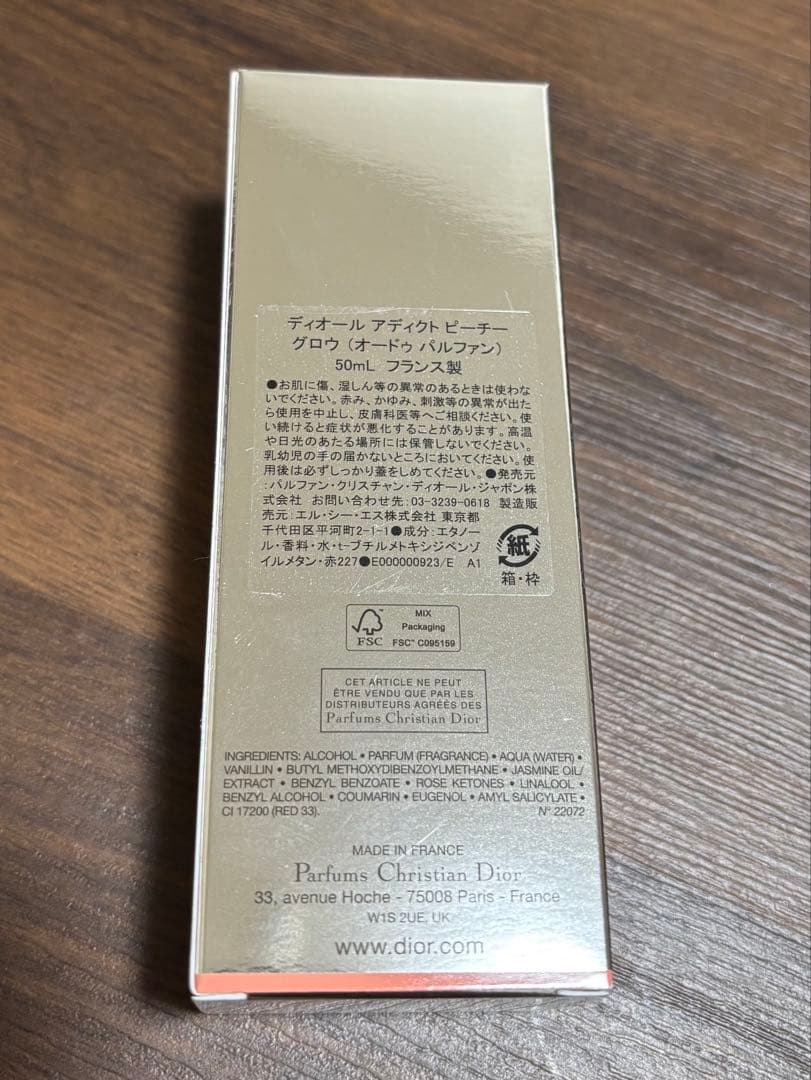 ディオール アディクト ピーチー
グロウ（オードゥ パルファン）
50mL フランス製
●お肌に傷、湿しん等の異常のあるときは使わな
いでください。赤み、かゆみ、刺激等の異常が出た
ら使用を中止し、皮膚科医等へご相談ください。使
い続けると症状が悪化することがあります。高温
や日光のあたる場所には保管しないでください。
乳幼児の手の届かないところにおいてください。使
用後は必ずしっかり蓋をしめてください。●発売元
：パルファン・クリスチャン・ディオール・ジャポン株
式会社 お問い合わせ先：03-3239-0618 製造販
売元：エル・シー・エス株式会社 東京都
千代田区平河町2-1-1●成分：エタノー
ル・香料・水・t-ブチルメトキシジベンゾ
イルメタン・赤227●E000000923/E A1
紙
箱・枠
MIX
Packaging
FSC
FSC™ C095159
CET ARTICLE NE PEUT
ÊTRE VENDU QUE PAR LES
DISTRIBUTEURS AGRÉÉS DES
Parfums Christian Dior
INGREDIENTS: ALCOHOL • PARFUM (FRAGRANCE) • AQUA (WATER) •
VANILLIN • BUTYL METHOXYDIBENZOYLMETHANE • JASMINE OIL/
EXTRACT • BENZYL BENZOATE • ROSE KETONES • LINALOOL •
BENZYL ALCOHOL • COUMARIN • EUGENOL • AMYL SALICYLATE •
CI 17200 (RED 33). N° 22072
MADE IN FRANCE
Parfums Christian Dior
33, avenue Hoche - 75008 Paris - France
W1S 2UE, UK
www.dior.com